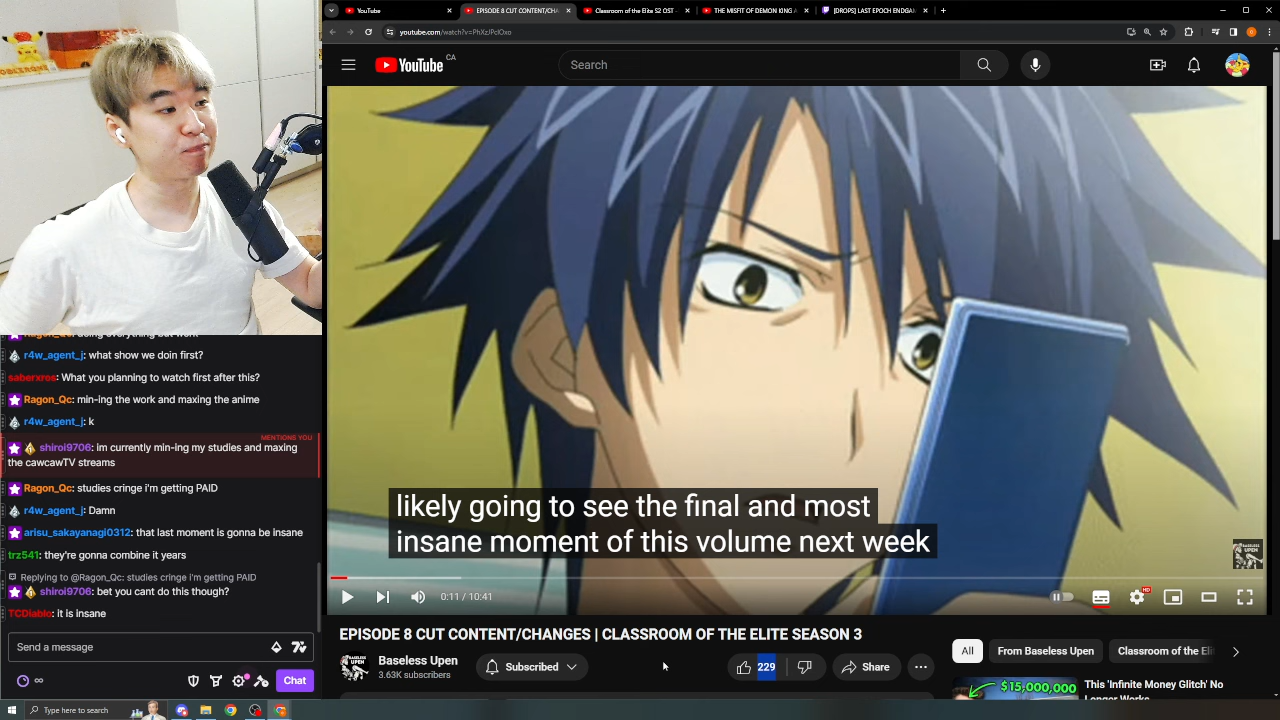 YouTube
EPISODE 8 CUT CONTENT/CHA
Classroom of the Elite S2 OST -
THE MISFIT OF DEMON KING A
[DROPS] LAST EPOCH ENDGAM
youtube.com/watch?v=PhXzJPclOxo
YouTube CA
Search
likely going to see the final and most
insane moment of this volume next week
BASELESS
UPEN
0:11 / 10:41
HD
EPISODE 8 CUT CONTENT/CHANGES | CLASSROOM OF THE ELITE SEASON 3
Baseless Upen
3.63K subscribers
Subscribed
229
Share
All
From Baseless Upen
Classroom of the Eli
$15,000,000
This 'Infinite Money Glitch' No
r4w_agent_j: what show we doin first?
saberxros: What you planning to watch first after this?
Ragon_Qc: min-ing the work and maxing the anime
r4w_agent_j: k
MENTIONS YOU
shiroi9706: im currently min-ing my studies and maxing
the cawcawTV streams
Ragon_Qc: studies cringe i'm getting PAID
r4w_agent_j: Damn
arisu_sakayanagi0312: that last moment is gonna be insane
trz541: they're gonna combine it years
Replying to @Ragon_Qc: studies cringe i'm getting PAID
shiroi9706: bet you cant do this though?
TCDiablo: it is insane
Send a message
Chat
Type here to search